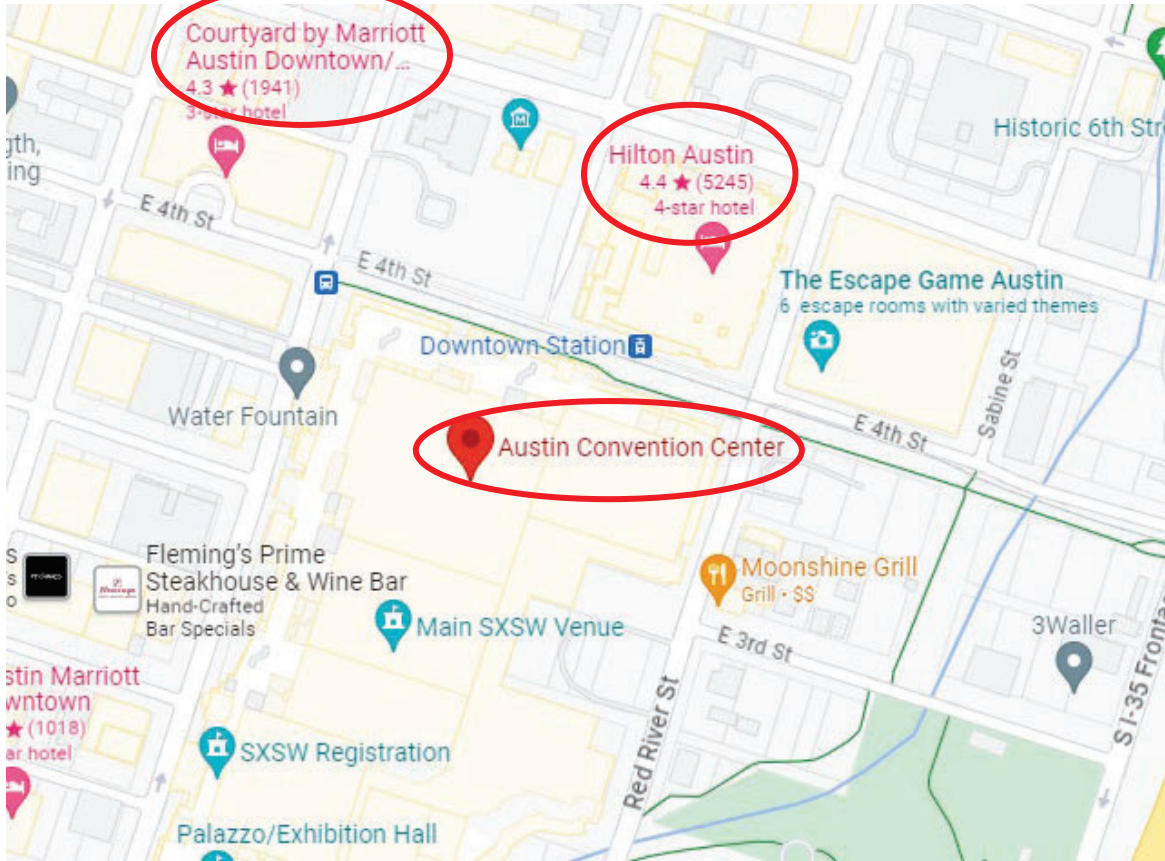 Courtyard by Marriott
Austin Downtown/...
4.3 ★ (1941)
3-star hotel
Hilton Austin
4.4 ★ (5245)
4-star hotel
Historic 6th Str
gth,
ing
E 4th St
E 4th St
The Escape Game Austin
6 escape rooms with varied themes
Downtown Station
Sabine St
Water Fountain
E 4th St
Austin Convention Center
Fleming's Prime
Steakhouse & Wine Bar
Hand-Crafted
Bar Specials
Moonshine Grill
Grill · $$
Main SXSW Venue
E 3rd St
3Waller
stin Marriott
wntown
★ (1018)
ar hotel
SXSW Registration
Red River St
S I-35 Fronta
Palazzo/Exhibition Hall